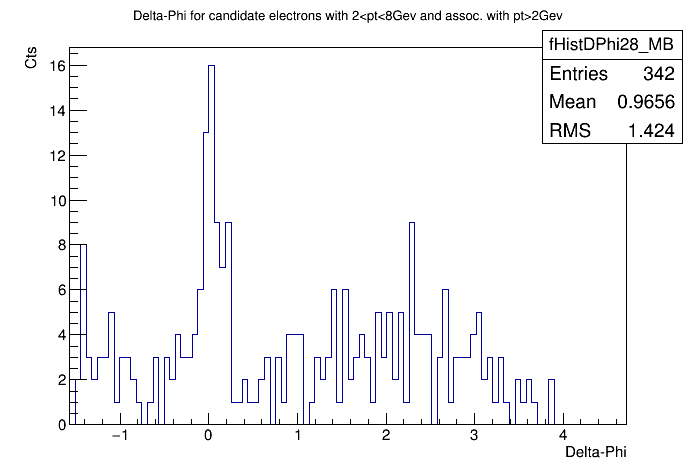 Delta-Phi for candidate electrons with 2<pt<8Gev and assoc. with pt>2Gev
fHistDPhi28_MB
Entries 342
Mean 0.9656
RMS 1.424
Cts
16
14
12
10
8
6
4
2
0
−1 0 1 2 3 4
Delta-Phi